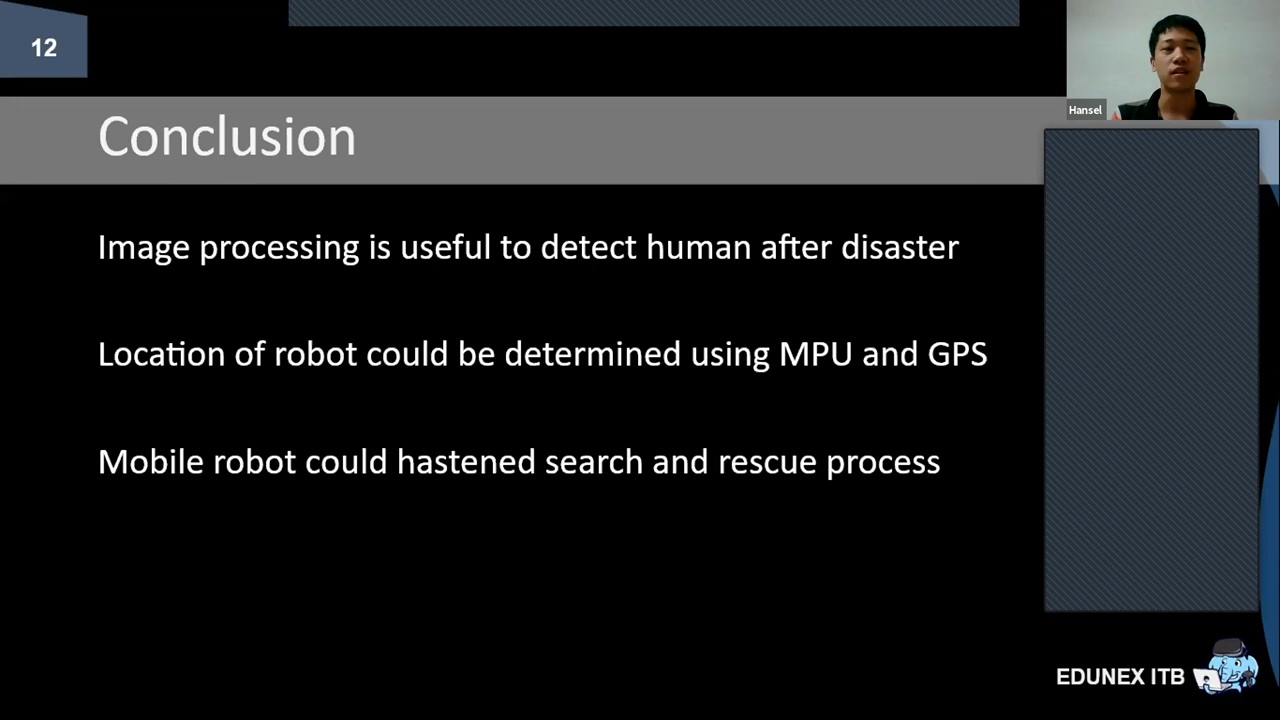 12
Hansel
Conclusion
Image processing is useful to detect human after disaster
Location of robot could be determined using MPU and GPS
Mobile robot could hastened search and rescue process
EDUNEX ITB